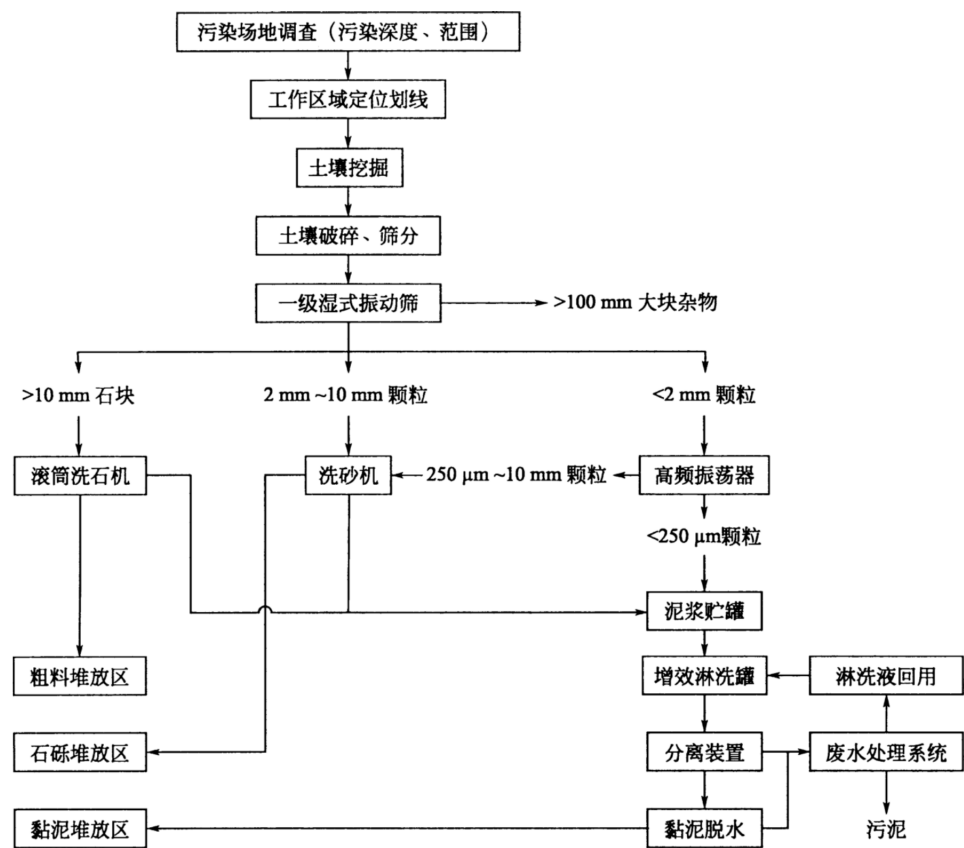 污染场地调查（污染深度、范围）
工作区域定位划线
土壤挖掘
土壤破碎、筛分
一级湿式振动筛
>100 mm 大块杂物
>10 mm 石块
2 mm ~10 mm 颗粒
<2 mm 颗粒
滚筒洗石机
洗砂机
250 μm ~10 mm 颗粒
高频振荡器
<250 μm颗粒
泥浆贮罐
粗料堆放区
增效淋洗罐
淋洗液回用
石砾堆放区
分离装置
废水处理系统
黏泥堆放区
黏泥脱水
污泥